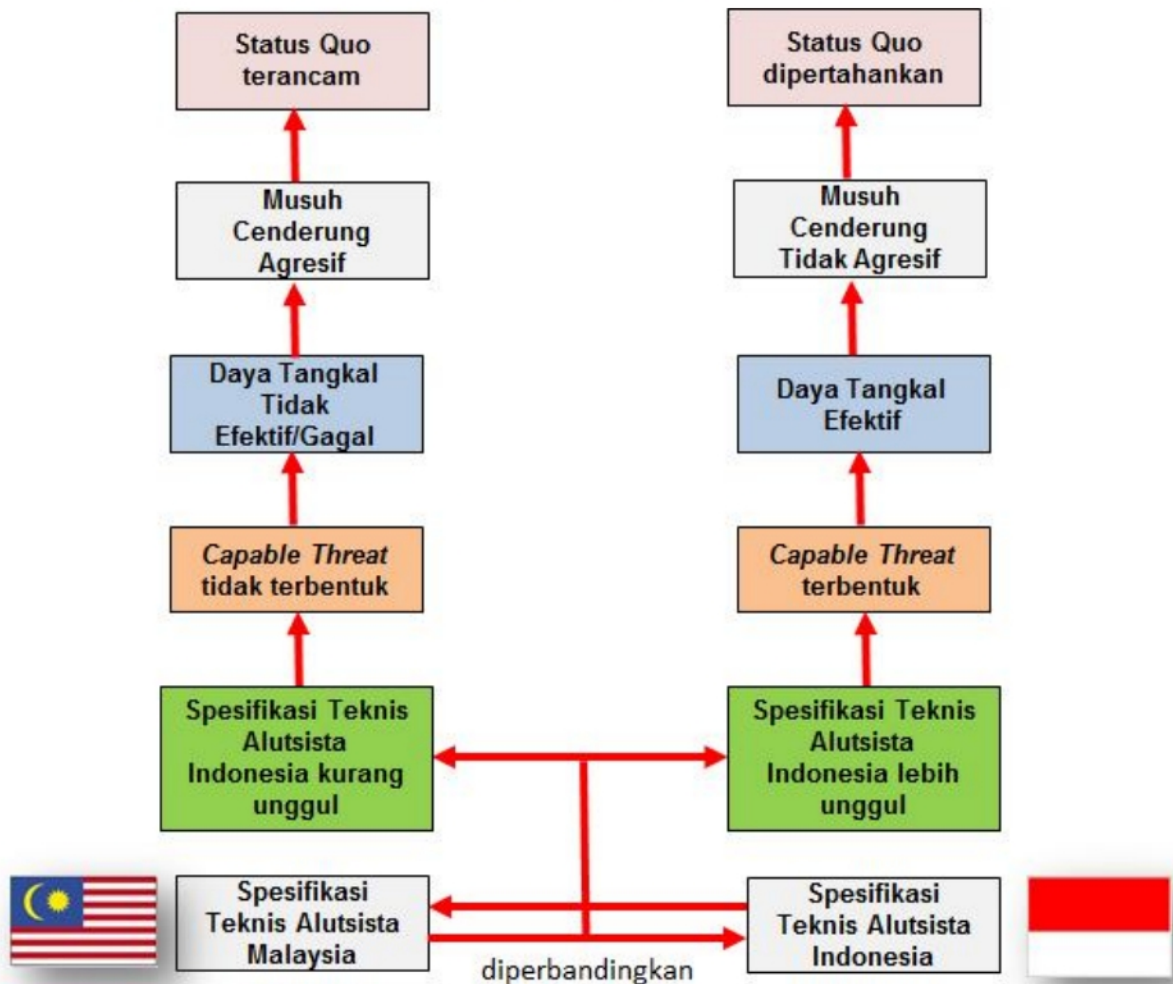 Status Quo
terancam
Status Quo
dipertahankan
Musuh
Cenderung
Agresif
Musuh
Cenderung
Tidak Agresif
Daya Tangkal
Tidak
Efektif/Gagal
Daya Tangkal
Efektif
Capable Threat
tidak terbentuk
Capable Threat
terbentuk
Spesifikasi Teknis
Alutsista
Indonesia kurang
unggul
Spesifikasi Teknis
Alutsista
Indonesia lebih
unggul
Spesifikasi
Teknis Alutsista
Malaysia
Spesifikasi
Teknis Alutsista
Indonesia
diperbandingkan